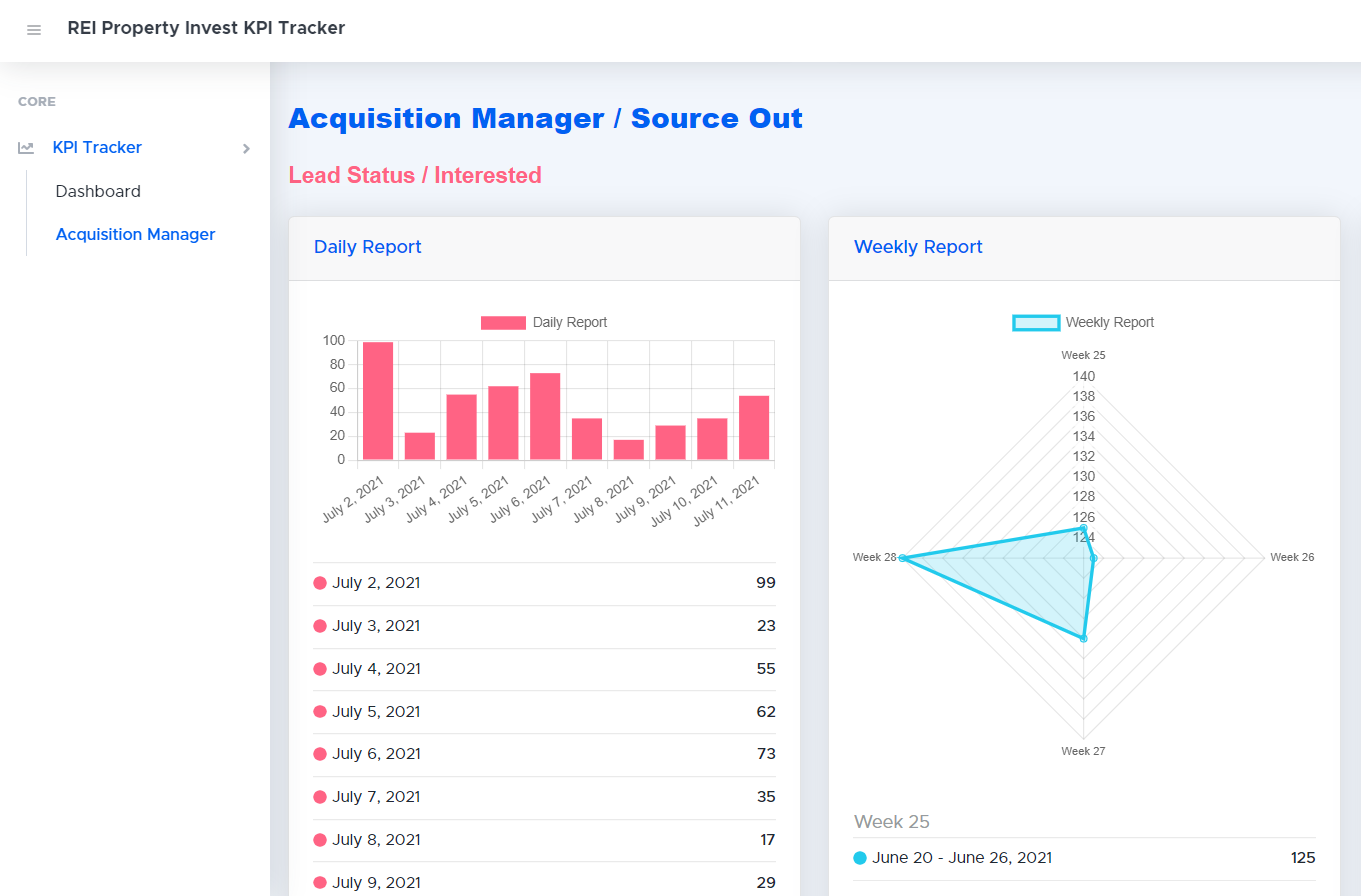 REI Property Invest KPI Tracker
CORE
KPI Tracker
Dashboard
Acquisition Manager
Acquisition Manager / Source Out
Lead Status / Interested
Daily Report
Daily Report
100
80
60
40
20
0
July 2, 2021
July 3, 2021
July 4, 2021
July 5, 2021
July 6, 2021
July 7, 2021
July 8, 2021
July 9, 2021
July 10, 2021
July 11, 2021
July 2, 2021 99
July 3, 2021 23
July 4, 2021 55
July 5, 2021 62
July 6, 2021 73
July 7, 2021 35
July 8, 2021 17
July 9, 2021 29
Weekly Report
Weekly Report
Week 25
140
138
136
134
132
130
128
126
124
Week 28
Week 26
Week 27
Week 25
June 20 - June 26, 2021 125